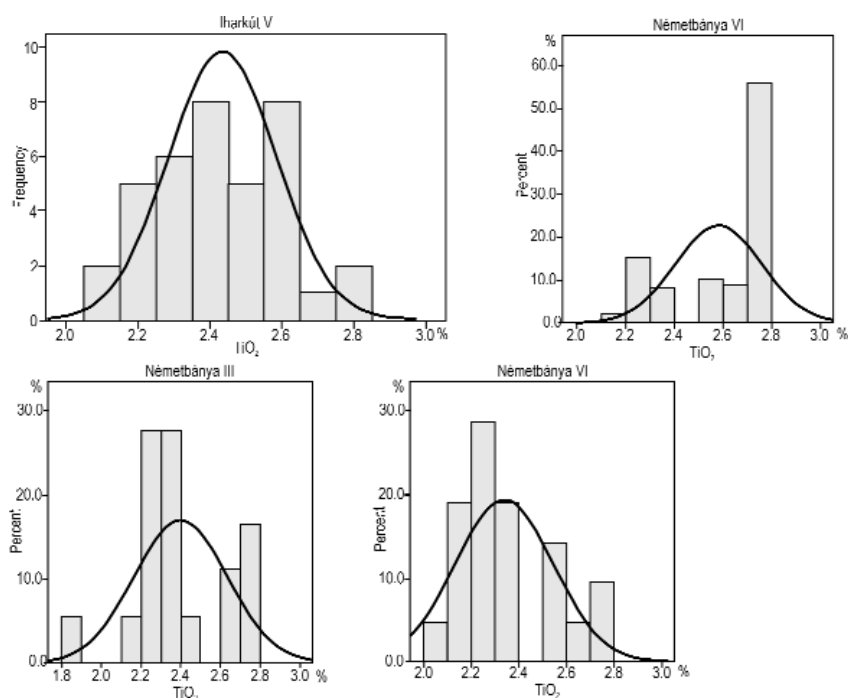 Iharkút V
10
8
6
4
2
0
Frequency
2.0 2.2 2.4 2.6 2.8 3.0 %
TiO₂
Németbánya VI
%
60.0
50.0
40.0
30.0
20.0
10.0
0.0
Percent
2.0 2.2 2.4 2.6 2.8 3.0 %
TiO₂
Németbánya III
%
30.0
20.0
10.0
0.0
Percent
1.8 2.0 2.2 2.4 2.6 2.8 3.0 %
TiO₂
Németbánya VI
%
30.0
20.0
10.0
0.0
Percent
2.0 2.2 2.4 2.6 2.8 3.0 %
TiO₂